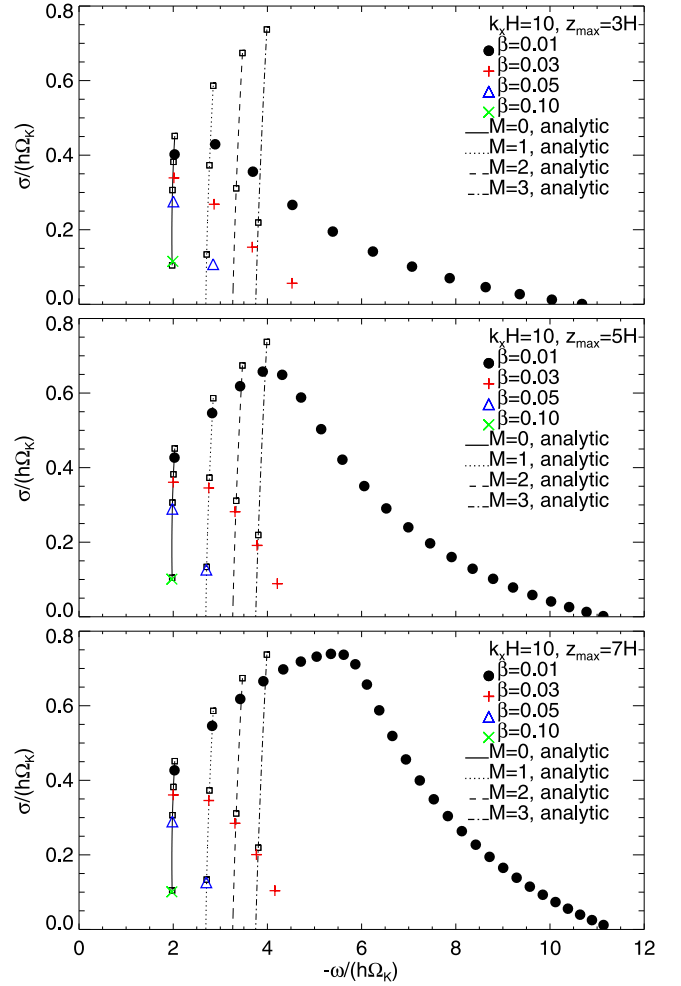 0.8
0.6
0.4
0.2
0.0
σ/(hΩ_K)
k_xH=10, z_max=3H
β̂=0.01
β̂=0.03
β̂=0.05
β̂=0.10
M=0, analytic
M=1, analytic
M=2, analytic
M=3, analytic
0.8
0.6
0.4
0.2
0.0
σ/(hΩ_K)
k_xH=10, z_max=5H
β̂=0.01
β̂=0.03
β̂=0.05
β̂=0.10
M=0, analytic
M=1, analytic
M=2, analytic
M=3, analytic
0.8
0.6
0.4
0.2
0.0
σ/(hΩ_K)
k_xH=10, z_max=7H
β̂=0.01
β̂=0.03
β̂=0.05
β̂=0.10
M=0, analytic
M=1, analytic
M=2, analytic
M=3, analytic
0 2 4 6 8 10 12
-ω/(hΩ_K)